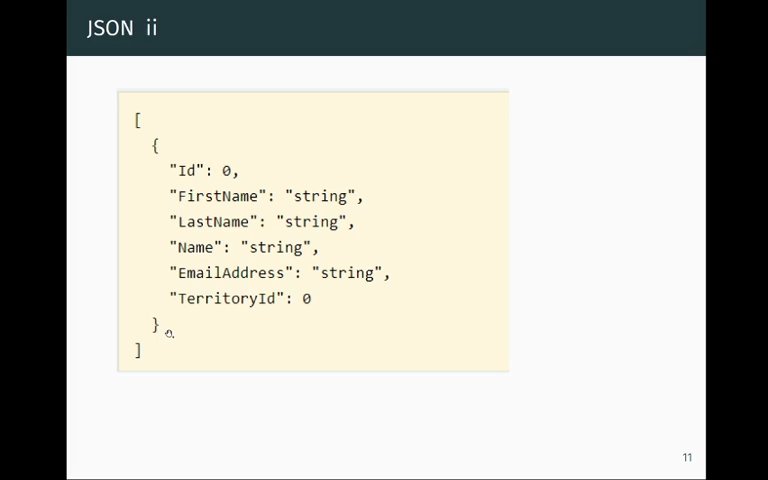 JSON ii
[
{
"Id": 0,
"FirstName": "string",
"LastName": "string",
"Name": "string",
"EmailAddress": "string",
"TerritoryId": 0
}
]
11